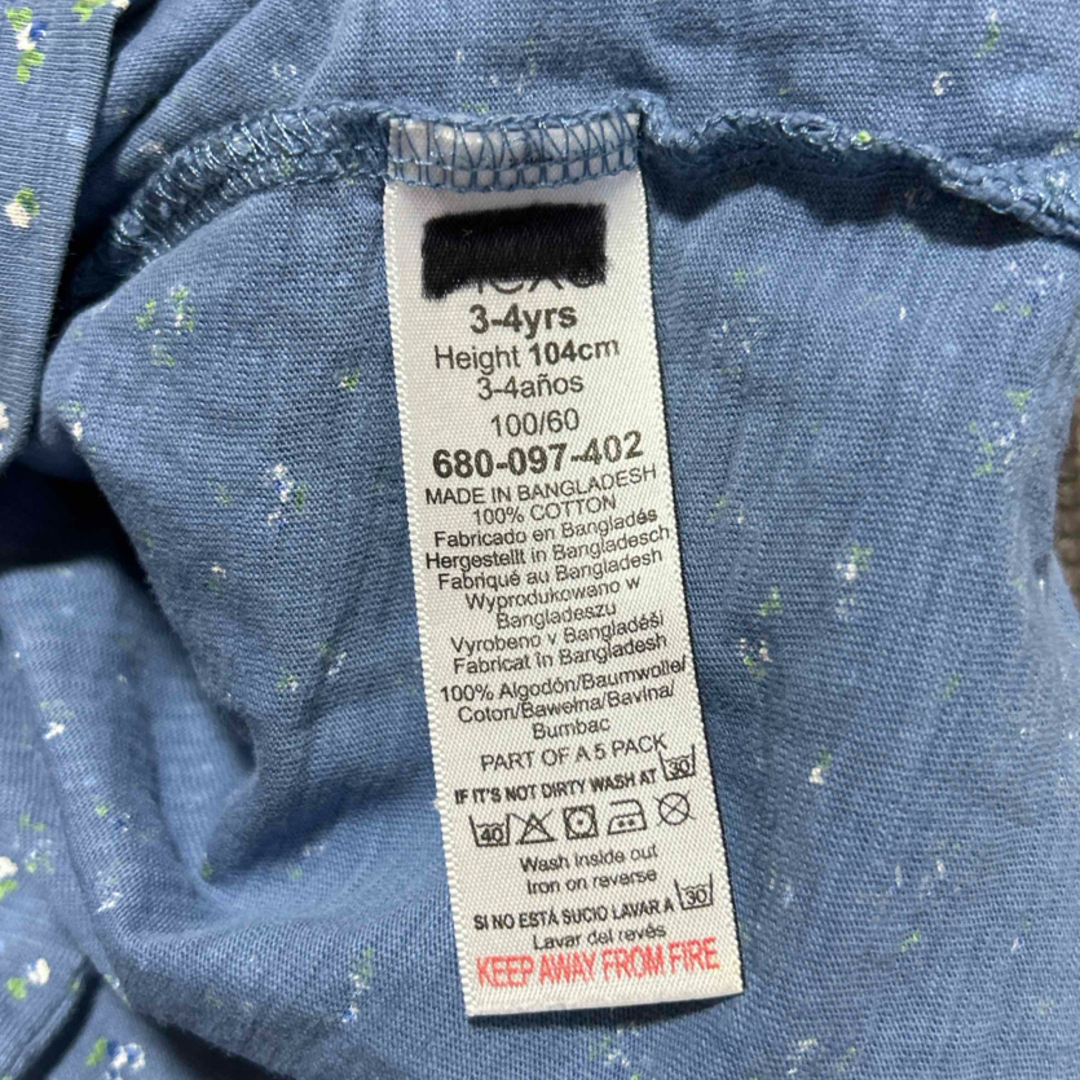 3-4yrs
Height 104cm
3-4años
100/60
680-097-402
MADE IN BANGLADESH
100% COTTON
Fabricado en Bangladés
Hergestellt in Bangladesch
Fabriqué au Bangladesh
Wyprodukowano w
Bangladeszu
Vyrobeno v Bangladéši
Fabricat în Bangladesh
100% Algodón/Baumwolle/
Coton/Bawełna/Bavlna/
Bumbac
PART OF A 5 PACK
IF IT'S NOT DIRTY WASH AT 30
40
Wash inside out
Iron on reverse
SI NO ESTÁ SUCIO LAVAR A 30
Lavar del revés
KEEP AWAY FROM FIRE